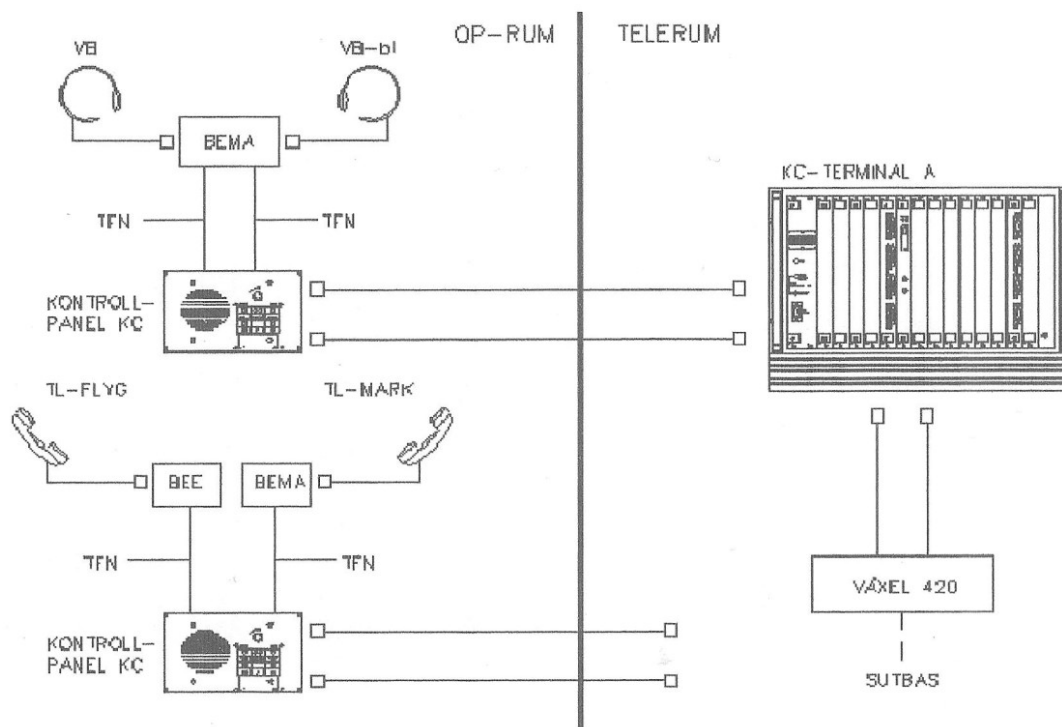 OP-RUM
TELERUM
VB
VB-bi
BEMA
KC-TERMINAL A
TFN
TFN
KONTROLL-
PANEL KC
TL-FLYG
TL-MARK
BEE
BEMA
TFN
TFN
VÄXEL 420
KONTROLL-
PANEL KC
SUTBAS